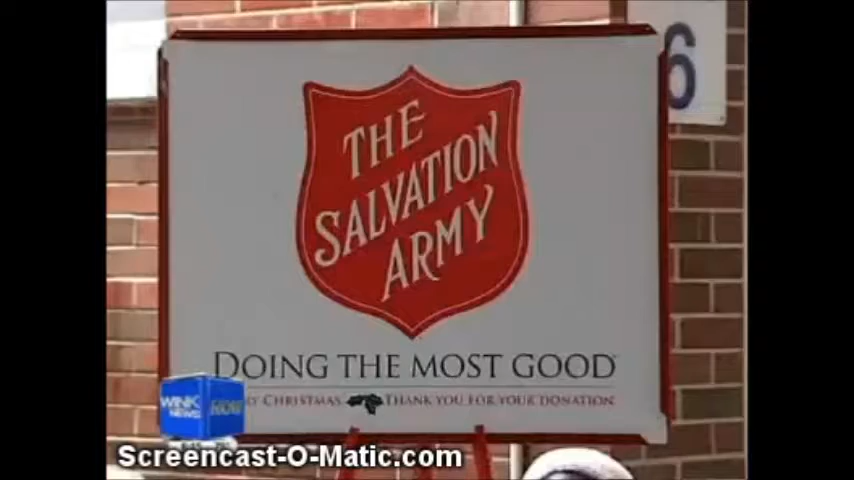 6
THE
SALVATION
ARMY
DOING THE MOST GOOD
CHRISTMAS THANK YOU FOR YOUR DONATION
WINK
NEWS
NOW
Screencast-O-Matic.com